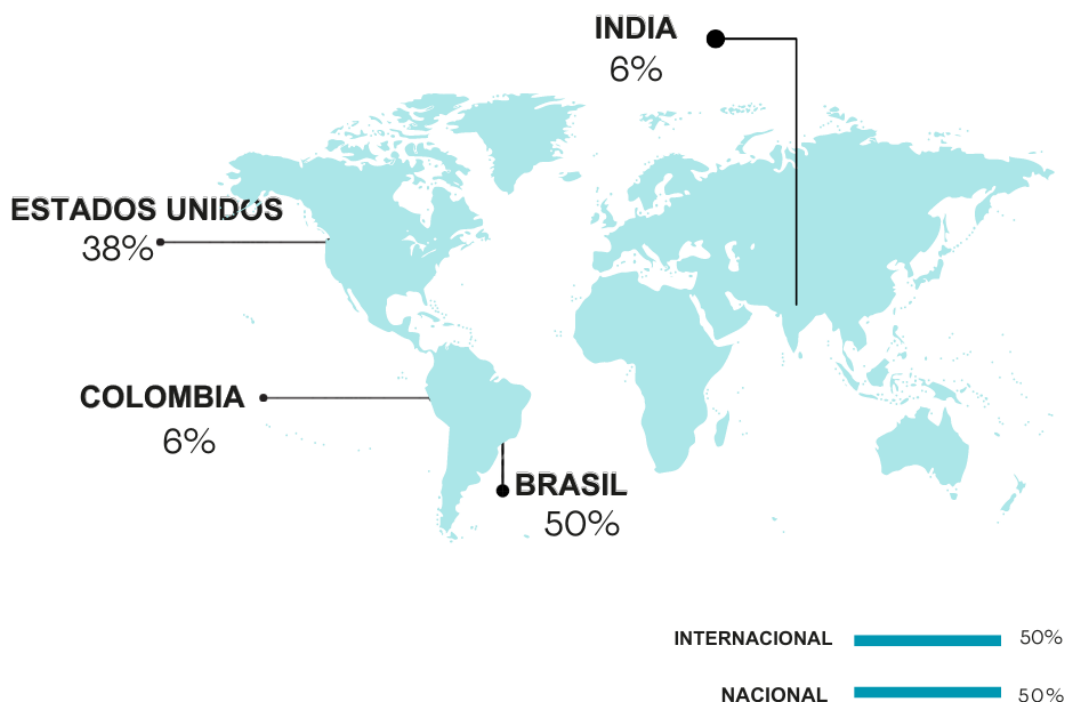 INDIA
6%
ESTADOS UNIDOS
38%
COLOMBIA
6%
BRASIL
50%
INTERNACIONAL 50%
NACIONAL 50%